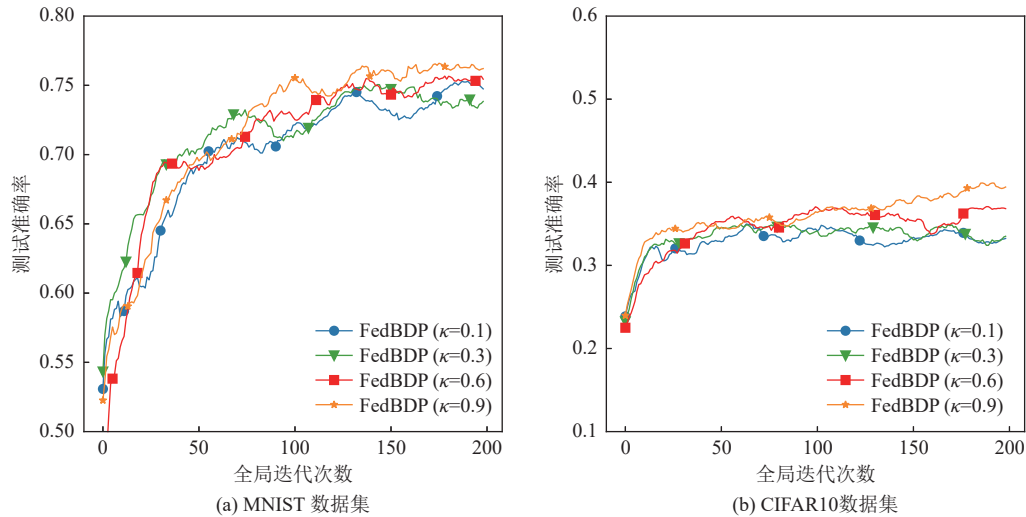 0.80
0.75
0.70
0.65
0.60
0.55
0.50
测试准确率
0
50
100
150
200
全局迭代次数
FedBDP (κ=0.1)
FedBDP (κ=0.3)
FedBDP (κ=0.6)
FedBDP (κ=0.9)
(a) MNIST 数据集
0.6
0.5
0.4
0.3
0.2
0.1
测试准确率
0
50
100
150
200
全局迭代次数
FedBDP (κ=0.1)
FedBDP (κ=0.3)
FedBDP (κ=0.6)
FedBDP (κ=0.9)
(b) CIFAR10数据集